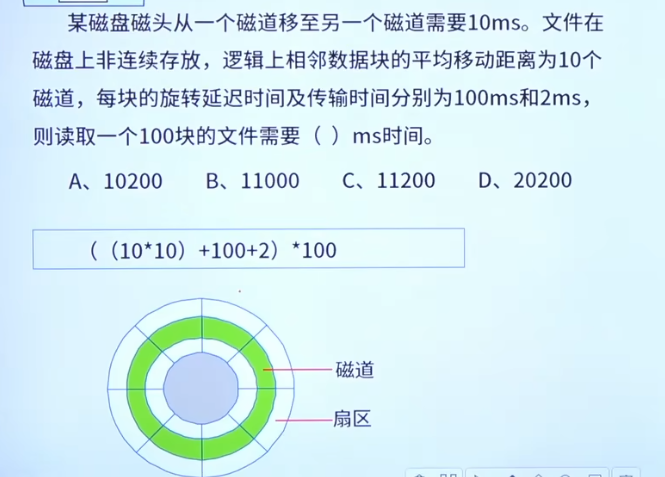 某磁盘磁头从一个磁道移至另一个磁道需要10ms。文件在
磁盘上非连续存放，逻辑上相邻数据块的平均移动距离为10个
磁道，每块的旋转延迟时间及传输时间分别为100ms和2ms，
则读取一个100块的文件需要（ ）ms时间。
A、10200 B、11000 C、11200 D、20200
（（10*10）+100+2）*100
磁道
扇区